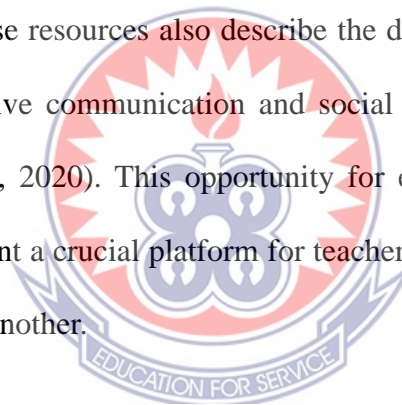 se resources also describe the d
ve communication and social
, 2020). This opportunity for e
nt a crucial platform for teacher
nother.
EDUCATION FOR SERVICE